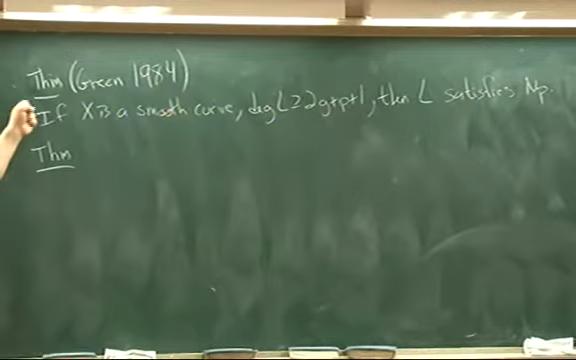 Thm (Green 1984)
If X is a smooth curve, deg L ≥ 2g+p+1, then L satisfies Np.
Thm